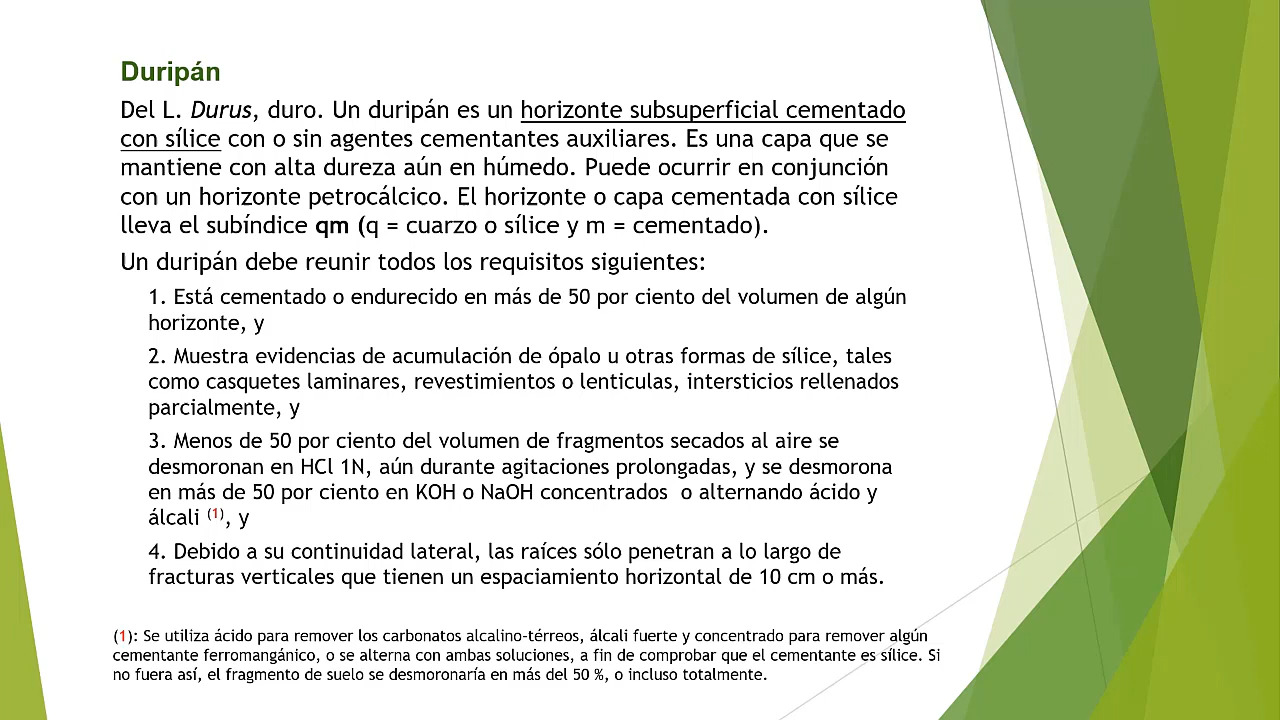 Duripán
Del L. Durus, duro. Un duripán es un horizonte subsuperficial cementado
con sílice con o sin agentes cementantes auxiliares. Es una capa que se
mantiene con alta dureza aún en húmedo. Puede ocurrir en conjunción
con un horizonte petrocálcico. El horizonte o capa cementada con sílice
lleva el subíndice qm (q = cuarzo o sílice y m = cementado).
Un duripán debe reunir todos los requisitos siguientes:
1. Está cementado o endurecido en más de 50 por ciento del volumen de algún
horizonte, y
2. Muestra evidencias de acumulación de ópalo u otras formas de sílice, tales
como casquetes laminares, revestimientos o lenticulas, intersticios rellenados
parcialmente, y
3. Menos de 50 por ciento del volumen de fragmentos secados al aire se
desmoronan en HCl 1N, aún durante agitaciones prolongadas, y se desmorona
en más de 50 por ciento en KOH o NaOH concentrados o alternando ácido y
álcali (1), y
4. Debido a su continuidad lateral, las raíces sólo penetran a lo largo de
fracturas verticales que tienen un espaciamiento horizontal de 10 cm o más.
(1): Se utiliza ácido para remover los carbonatos alcalino-térreos, álcali fuerte y concentrado para remover algún
cementante ferromangánico, o se alterna con ambas soluciones, a fin de comprobar que el cementante es sílice. Si
no fuera así, el fragmento de suelo se desmoronaría en más del 50 %, o incluso totalmente.